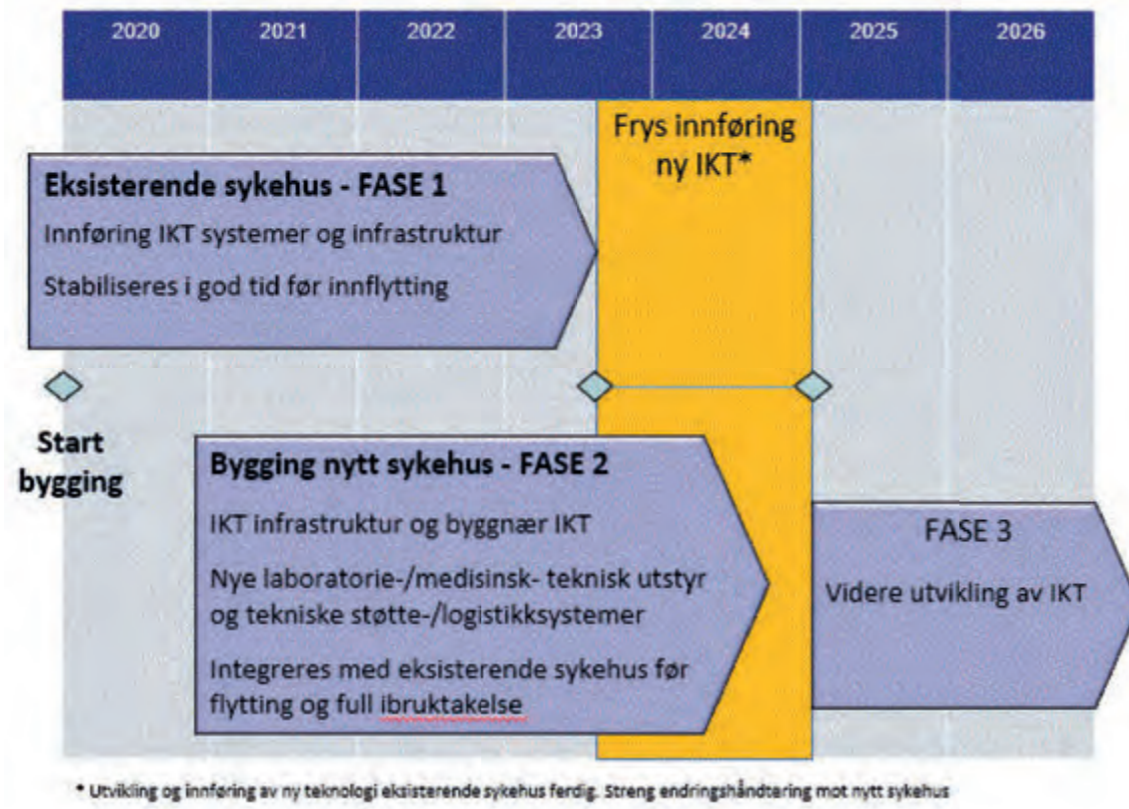 2020 2021 2022 2023 2024 2025 2026
Frys innføring
ny IKT*
Eksisterende sykehus - FASE 1
Innføring IKT systemer og infrastruktur
Stabiliseres i god tid før innflytting
Start
bygging
Bygging nytt sykehus - FASE 2
IKT infrastruktur og byggnær IKT
Nye laboratorie-/medisinsk- teknisk utstyr
og tekniske støtte-/logistikksystemer
Integreres med eksisterende sykehus før
flytting og full ibruktakelse
FASE 3
Videre utvikling av IKT
* Utvikling og innføring av ny teknologi eksisterende sykehus ferdig. Streng endringshåndtering mot nytt sykehus